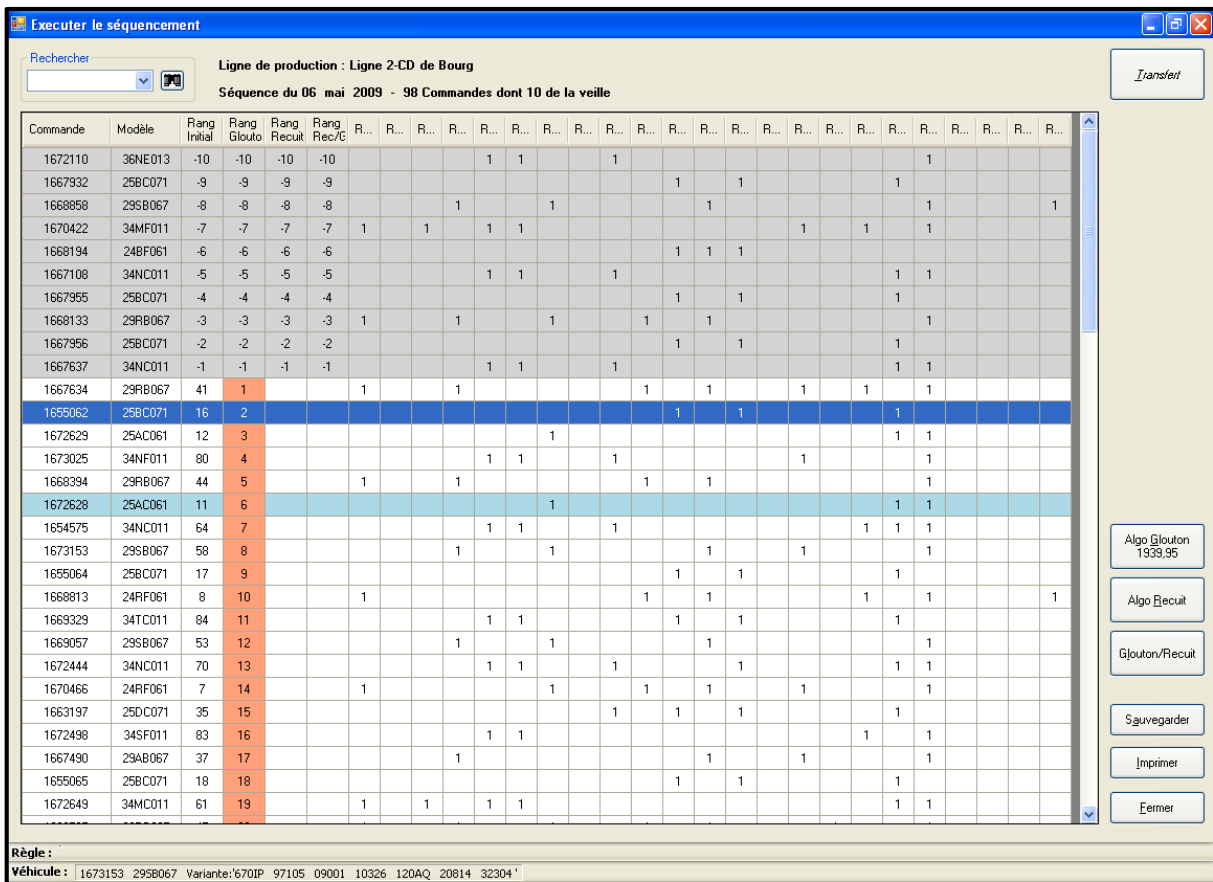 Executer le séquencement
Rechercher
Ligne de production : Ligne 2-CD de Bourg
Séquence du 06 mai 2009 - 98 Commandes dont 10 de la veille
Transfert
Commande Modèle Rang Initial Rang Glouto Rang Recuit Rang Rec/G R... R... R... R... R... R... R... R... R... R... R... R... R... R... R... R... R... R... R... R... R... R... R...
1672110 36NE013 -10 -10 -10 -10 1 1 1 1
1667932 25BC071 -9 -9 -9 -9 1 1 1
1668858 29SB067 -8 -8 -8 -8 1 1 1 1 1
1670422 34MF011 -7 -7 -7 -7 1 1 1 1 1 1 1
1668194 24BF061 -6 -6 -6 -6 1 1 1
1667108 34NC011 -5 -5 -5 -5 1 1 1 1 1
1667955 25BC071 -4 -4 -4 -4 1 1 1
1668133 29RB067 -3 -3 -3 -3 1 1 1 1 1 1
1667956 25BC071 -2 -2 -2 -2 1 1 1
1667637 34NC011 -1 -1 -1 -1 1 1 1 1 1
1667634 29RB067 41 1 1 1 1 1 1 1 1
1655062 25BC071 16 2 1 1 1
1672629 25AC061 12 3 1 1 1
1673025 34NF011 80 4 1 1 1 1 1
1668394 29RB067 44 5 1 1 1 1 1
1672628 25AC061 11 6 1 1 1
1654575 34NC011 64 7 1 1 1 1 1 1
1673153 29SB067 58 8 1 1 1 1 1
1655064 25BC071 17 9 1 1 1
1668813 24RF061 8 10 1 1 1 1 1 1
1669329 34TC011 84 11 1 1 1 1 1
1669057 29SB067 53 12 1 1 1 1
1672444 34NC011 70 13 1 1 1 1 1 1
1670466 24RF061 7 14 1 1 1 1 1 1
1663197 25DC071 35 15 1 1 1 1
1672498 34SF011 83 16 1 1 1 1
1667490 29AB067 37 17 1 1 1 1
1655065 25BC071 18 18 1 1 1
1672649 34MC011 61 19 1 1 1 1 1 1
Algo Glouton
1939,95
Algo Recuit
Glouton/Recuit
Sauvegarder
Imprimer
Fermer
Règle :
Véhicule : 1673153 29SB067 Variante:'670IP 97105 09001 10326 120AQ 20814 32304 '